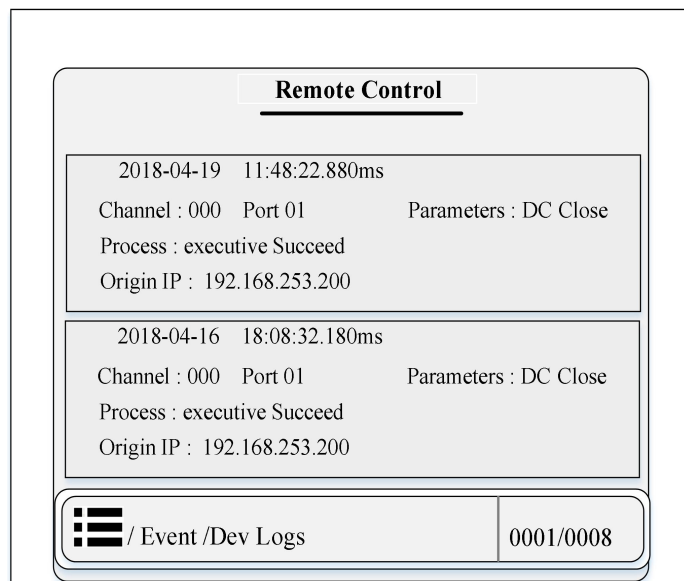 Remote Control
2018-04-19 11:48:22.880ms
Channel : 000 Port 01 Parameters : DC Close
Process : executive Succeed
Origin IP : 192.168.253.200
2018-04-16 18:08:32.180ms
Channel : 000 Port 01 Parameters : DC Close
Process : executive Succeed
Origin IP : 192.168.253.200
/ Event /Dev Logs 0001/0008